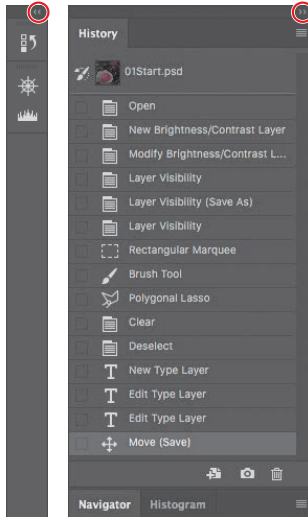 History
01Start.psd
Open
New Brightness/Contrast Layer
Modify Brightness/Contrast L...
Layer Visibility
Layer Visibility (Save As)
Layer Visibility
Rectangular Marquee
Brush Tool
Polygonal Lasso
Clear
Deselect
New Type Layer
Edit Type Layer
Edit Type Layer
Move (Save)
Navigator Histogram